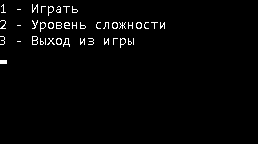 1 - Играть
2 - Уровень сложности
3 - Выход из игры